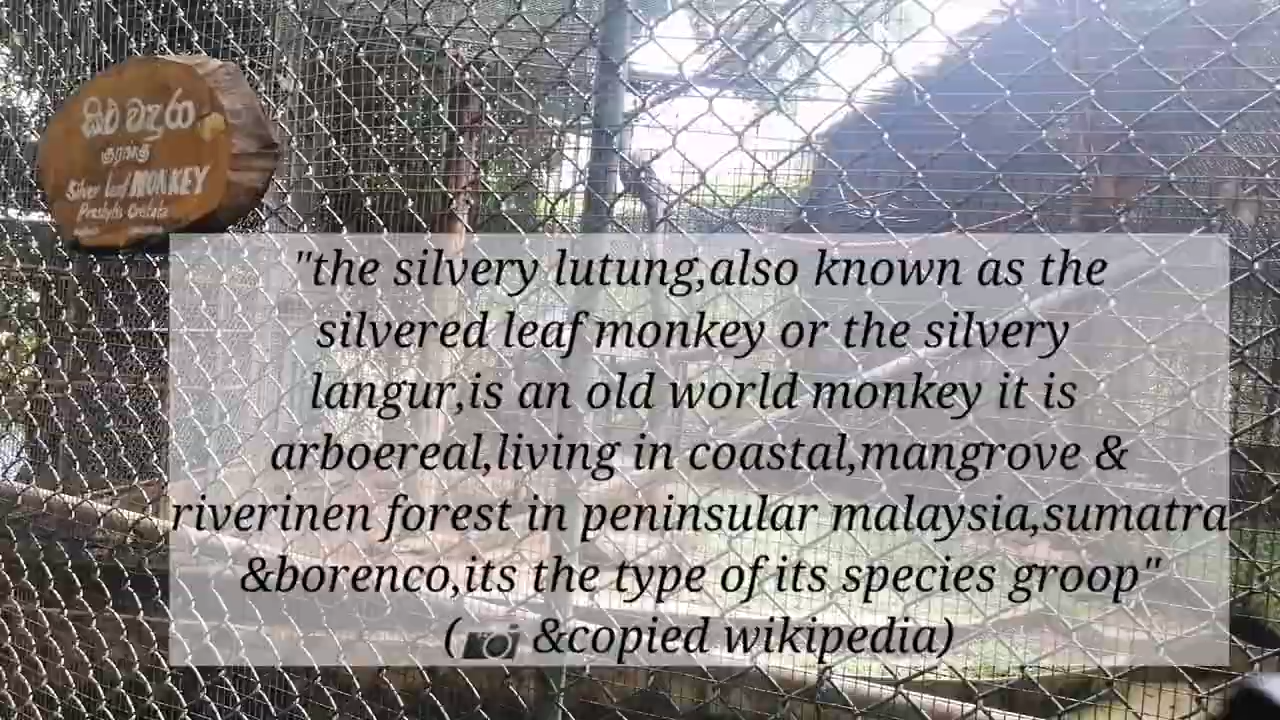 රිළි වඳුරා
குரங்கு
Silver leaf MONKEY
"the silvery lutung,also known as the
silvered leaf monkey or the silvery
langur,is an old world monkey it is
arboereal,living in coastal,mangrove &
riverinen forest in peninsular malaysia,sumatra
&borenco,its the type of its species groop"
(📷 &copied wikipedia)